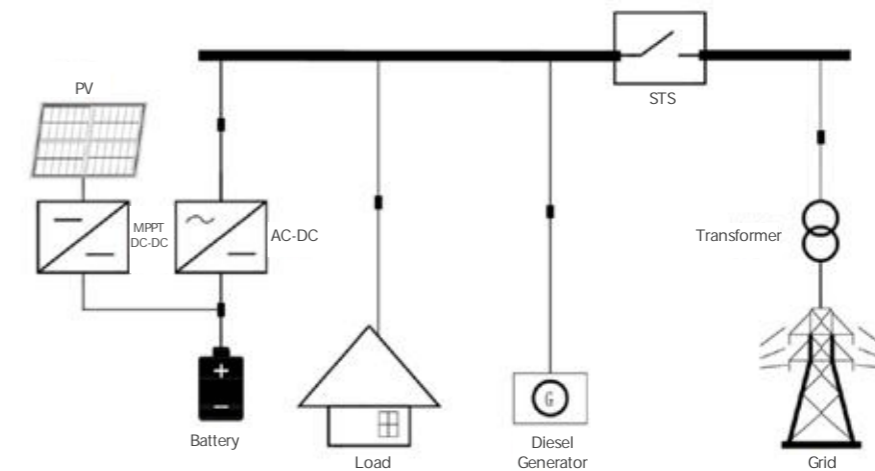 STS
PV
MPPT
DC-DC
AC-DC
Transformer
+
−
G
Battery
Load
Diesel
Generator
Grid